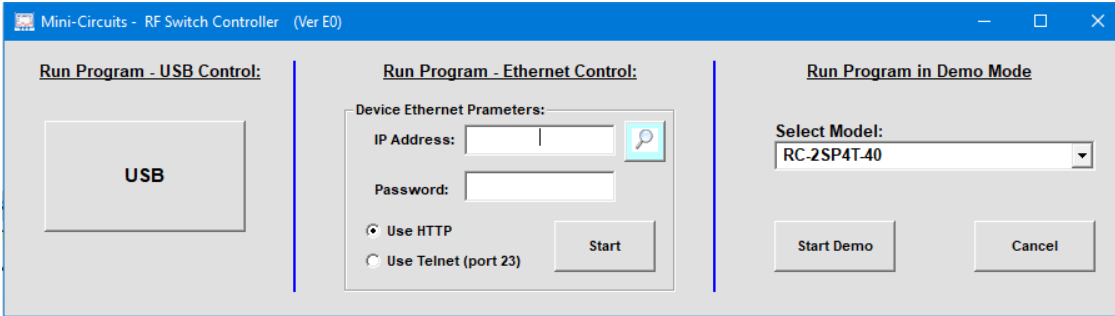 Mini-Circuits - RF Switch Controller (Ver E0)
Run Program - USB Control:
USB
Run Program - Ethernet Control:
Device Ethernet Prameters:
IP Address:
Password:
Use HTTP
Use Telnet (port 23)
Start
Run Program in Demo Mode
Select Model:
RC-2SP4T-40
Start Demo
Cancel